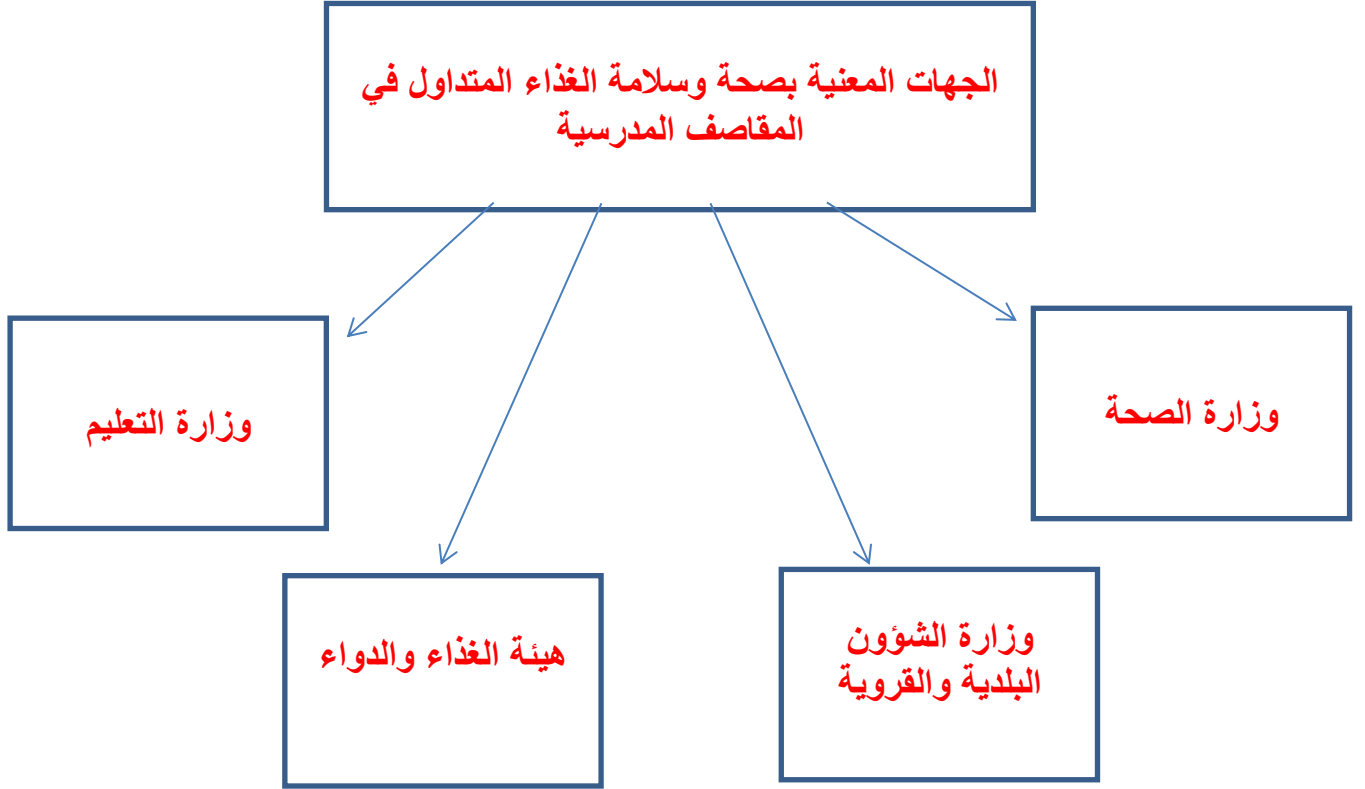 الجهات المعنية بصحة وسلامة الغذاء المتداول في
المقاصف المدرسية
وزارة الصحة
وزارة التعليم
وزارة الشؤون
البلدية والقروية
هيئة الغذاء والدواء